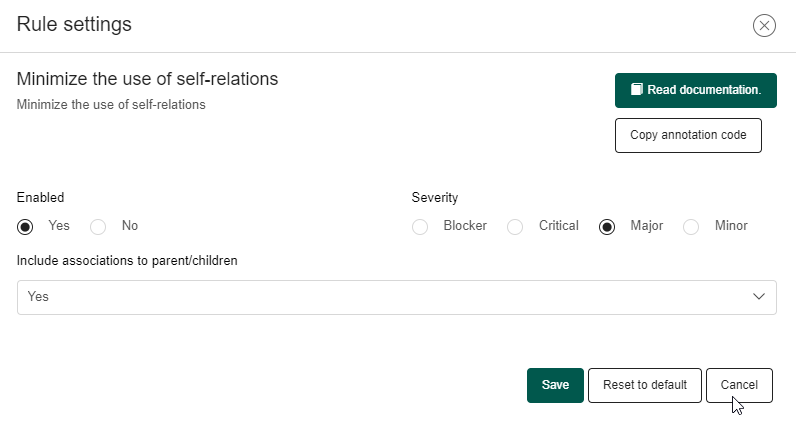 Rule settings
Minimize the use of self-relations
Minimize the use of self-relations
Read documentation.
Copy annotation code
Enabled
Yes No
Severity
Blocker Critical Major Minor
Include associations to parent/children
Yes
Save Reset to default Cancel